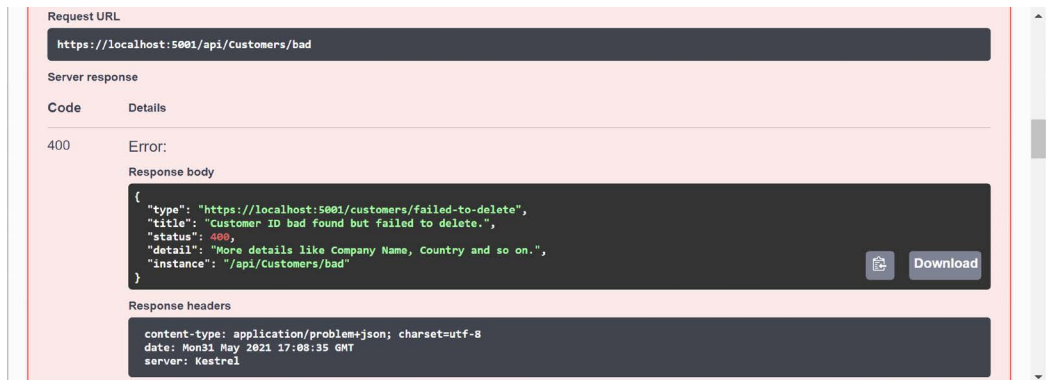 Request URL
https://localhost:5001/api/Customers/bad
Server response
Code Details
400 Error:
Response body
{
"type": "https://localhost:5001/customers/failed-to-delete",
"title": "Customer ID bad found but failed to delete.",
"status": 400,
"detail": "More details like Company Name, Country and so on.",
"instance": "/api/Customers/bad"
}
Download
Response headers
content-type: application/problem+json; charset=utf-8
date: Mon31 May 2021 17:08:35 GMT
server: Kestrel